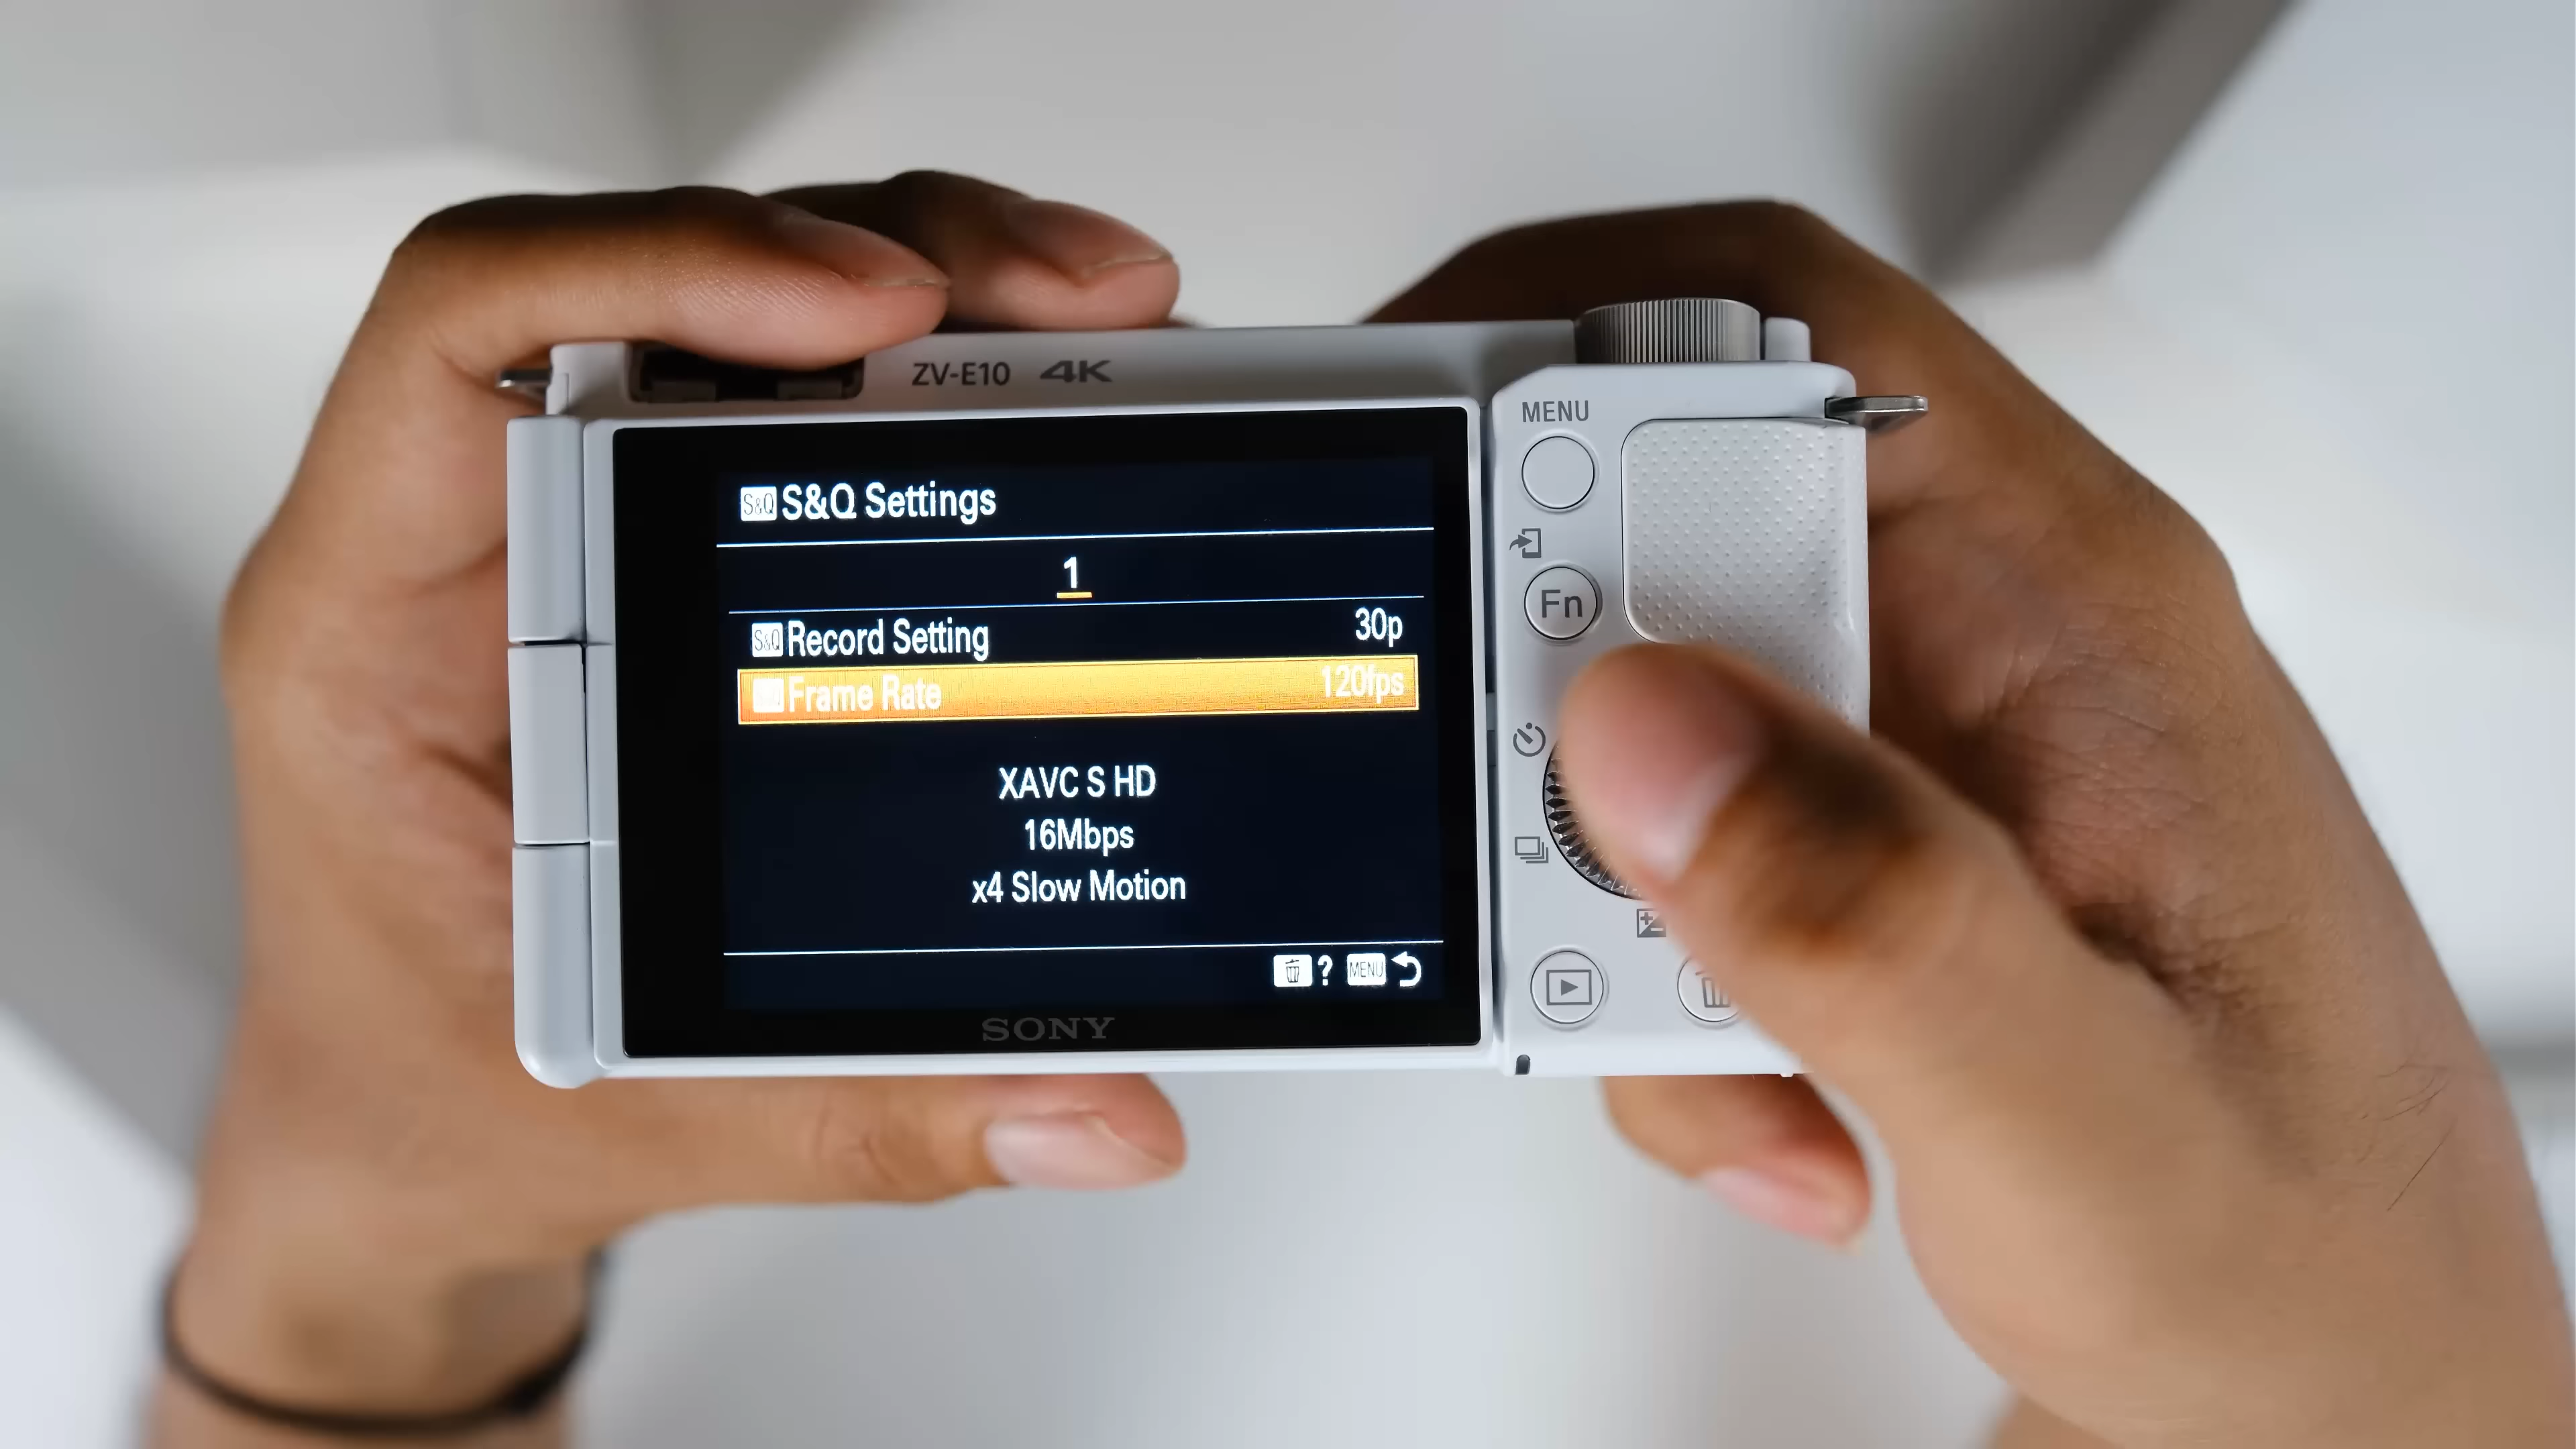 ZV-E10 4K
MENU
S&Q S&Q Settings
1
S&Q Record Setting 30p
Frame Rate 120fps
Fn
XAVC S HD
16Mbps
x4 Slow Motion
? MENU
SONY